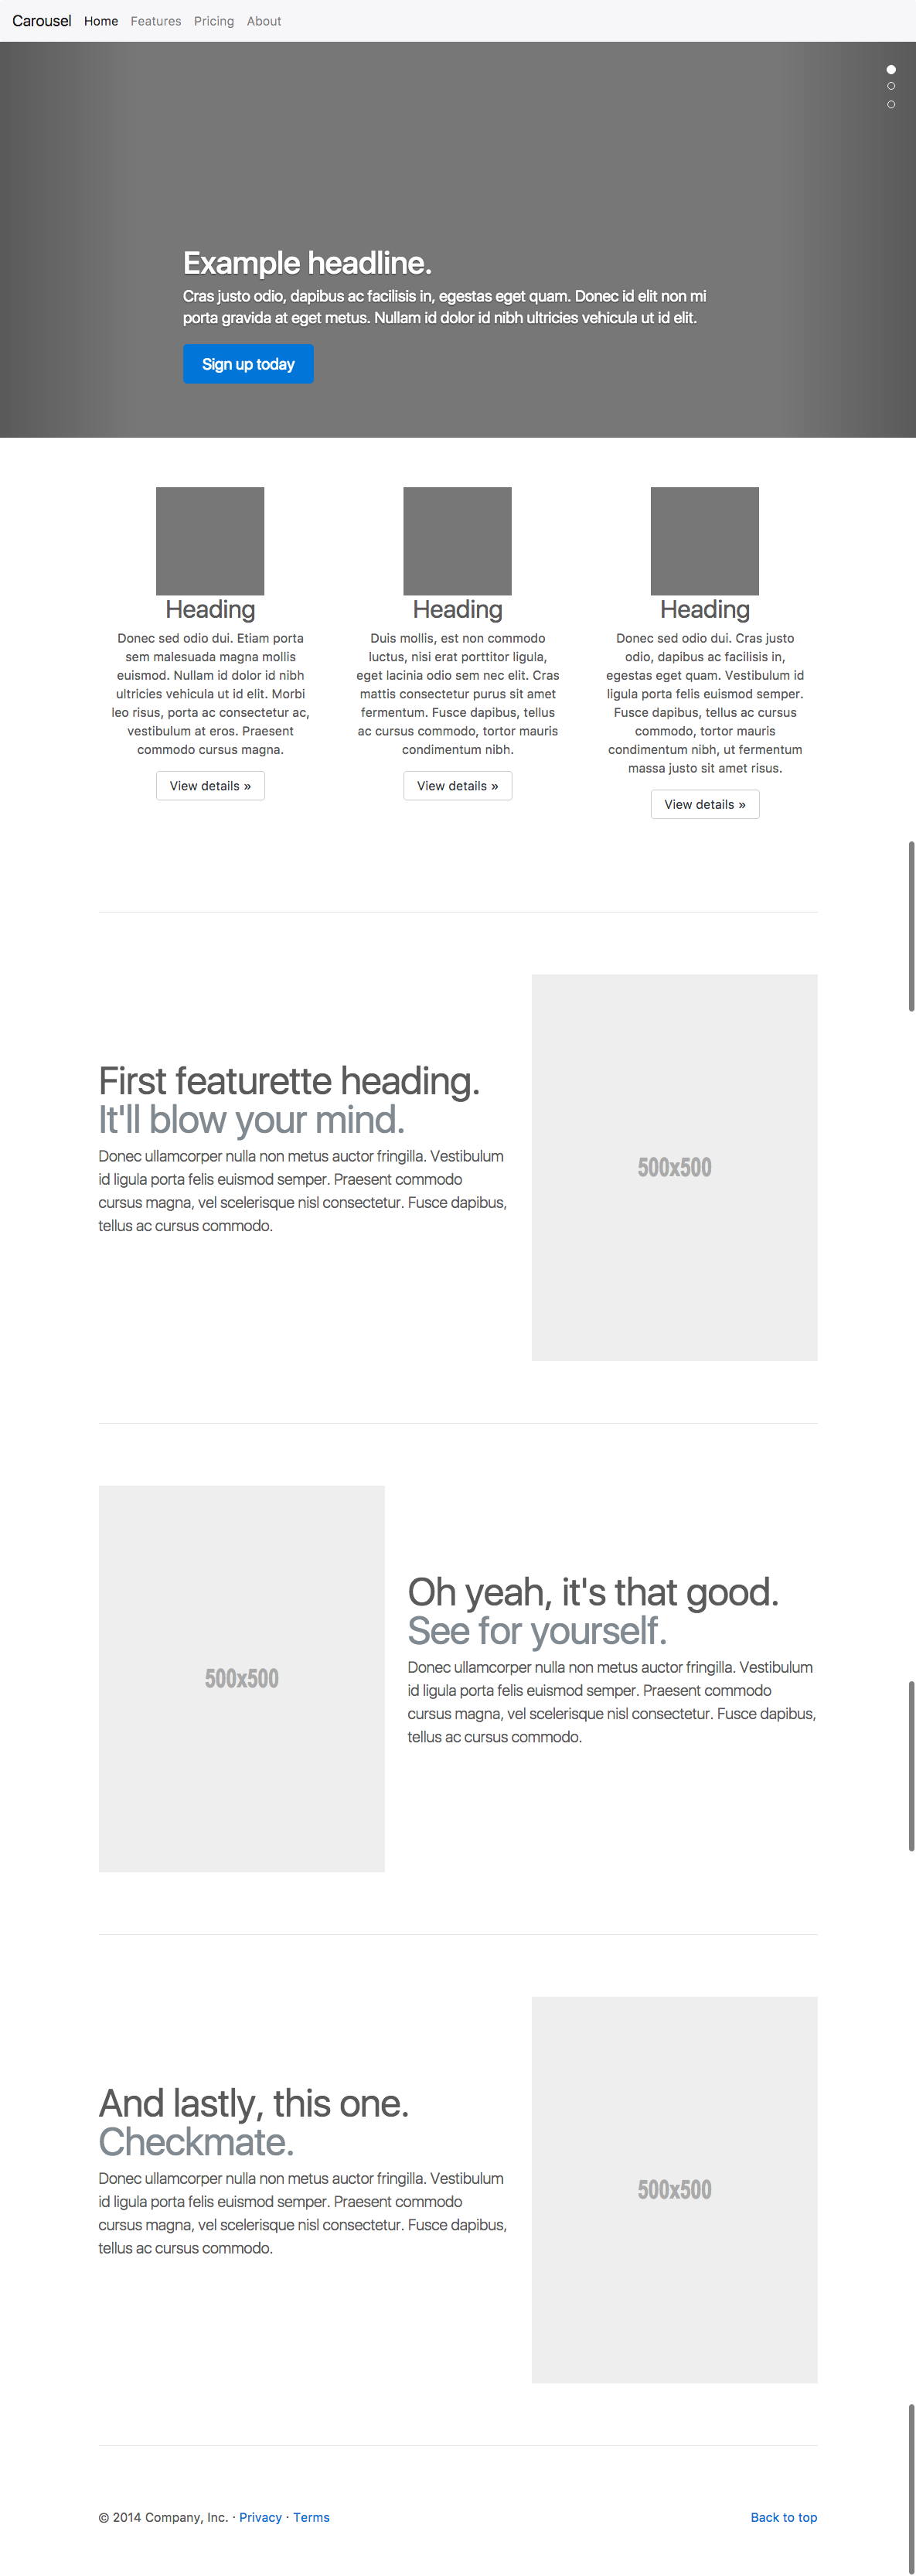 Carousel Home Features Pricing About
Example headline.
Cras justo odio, dapibus ac facilisis in, egestas eget quam. Donec id elit non mi
porta gravida at eget metus. Nullam id dolor id nibh ultricies vehicula ut id elit.
Sign up today
Heading
Donec sed odio dui. Etiam porta
sem malesuada magna mollis
euismod. Nullam id dolor id nibh
ultricies vehicula ut id elit. Morbi
leo risus, porta ac consectetur ac,
vestibulum at eros. Praesent
commodo cursus magna.
View details »
Heading
Duis mollis, est non commodo
luctus, nisi erat porttitor ligula,
eget lacinia odio sem nec elit. Cras
mattis consectetur purus sit amet
fermentum. Fusce dapibus, tellus
ac cursus commodo, tortor mauris
condimentum nibh.
View details »
Heading
Donec sed odio dui. Cras justo
odio, dapibus ac facilisis in,
egestas eget quam. Vestibulum id
ligula porta felis euismod semper.
Fusce dapibus, tellus ac cursus
commodo, tortor mauris
condimentum nibh, ut fermentum
massa justo sit amet risus.
View details »
First featurette heading.
It'll blow your mind.
Donec ullamcorper nulla non metus auctor fringilla. Vestibulum
id ligula porta felis euismod semper. Praesent commodo
cursus magna, vel scelerisque nisl consectetur. Fusce dapibus,
tellus ac cursus commodo.
500x500
500x500
Oh yeah, it's that good.
See for yourself.
Donec ullamcorper nulla non metus auctor fringilla. Vestibulum
id ligula porta felis euismod semper. Praesent commodo
cursus magna, vel scelerisque nisl consectetur. Fusce dapibus,
tellus ac cursus commodo.
And lastly, this one.
Checkmate.
Donec ullamcorper nulla non metus auctor fringilla. Vestibulum
id ligula porta felis euismod semper. Praesent commodo
cursus magna, vel scelerisque nisl consectetur. Fusce dapibus,
tellus ac cursus commodo.
500x500
© 2014 Company, Inc. · Privacy · Terms
Back to top